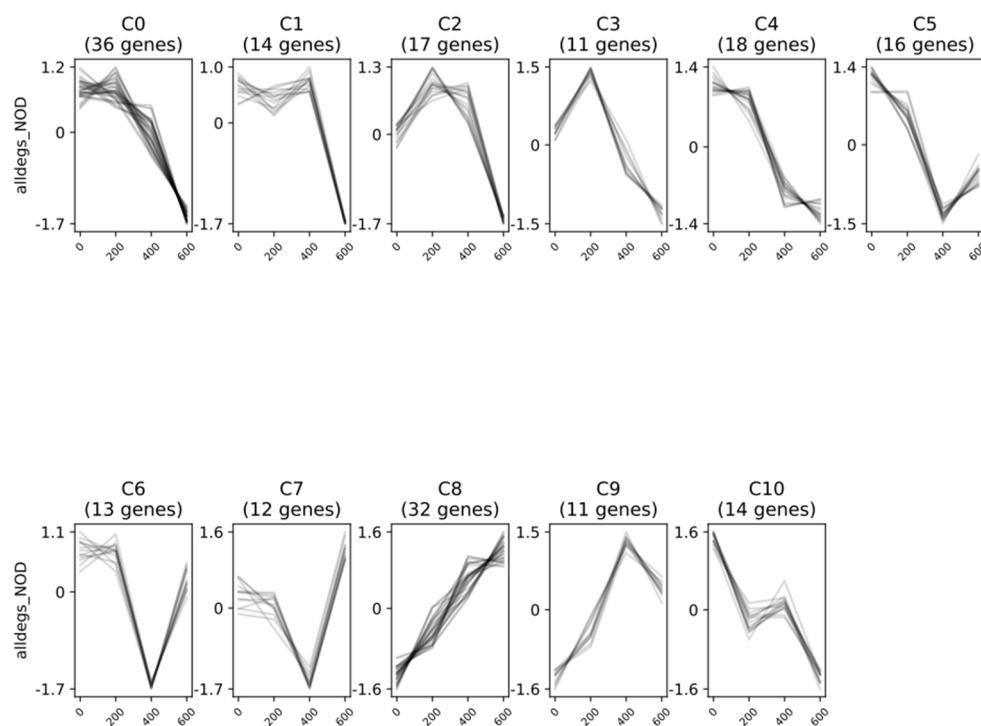 C0 C1 C2 C3 C4 C5
(36 genes) (14 genes) (17 genes) (11 genes) (18 genes) (16 genes)
1.2 1.0 1.3 1.5 1.4 1.4
0 0 0 0 0 0
-1.7 -1.7 -1.7 -1.5 -1.4 -1.5
alldegs_NOD
0 200 400 600 0 200 400 600 0 200 400 600 0 200 400 600 0 200 400 600 0 200 400 600
C6 C7 C8 C9 C10
(13 genes) (12 genes) (32 genes) (11 genes) (14 genes)
1.1 1.6 1.6 1.5 1.6
0 0 0 0 0
-1.7 -1.7 -1.6 -1.6 -1.6
alldegs_NOD
0 200 400 600 0 200 400 600 0 200 400 600 0 200 400 600 0 200 400 600